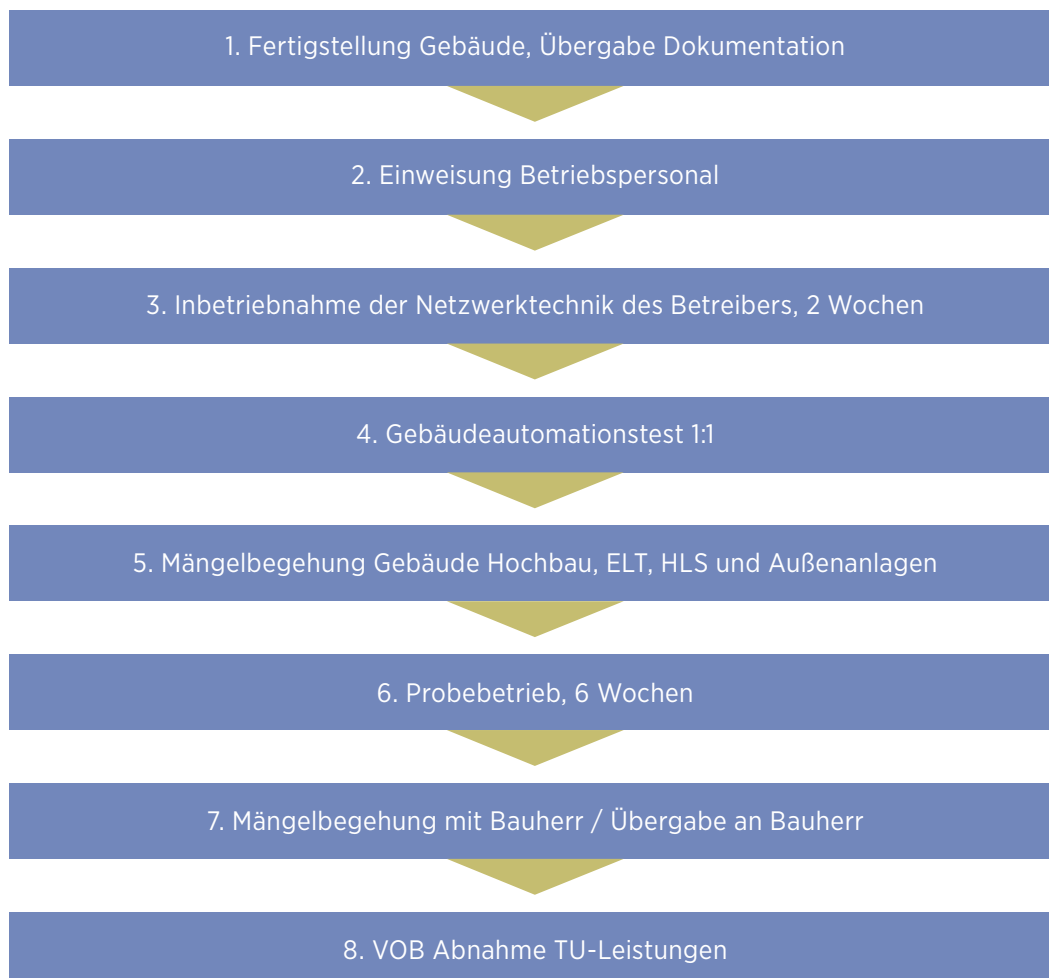 1. Fertigstellung Gebäude, Übergabe Dokumentation
2. Einweisung Betriebspersonal
3. Inbetriebnahme der Netzwerktechnik des Betreibers, 2 Wochen
4. Gebäudeautomationstest 1:1
5. Mängelbegehung Gebäude Hochbau, ELT, HLS und Außenanlagen
6. Probebetrieb, 6 Wochen
7. Mängelbegehung mit Bauherr / Übergabe an Bauherr
8. VOB Abnahme TU-Leistungen